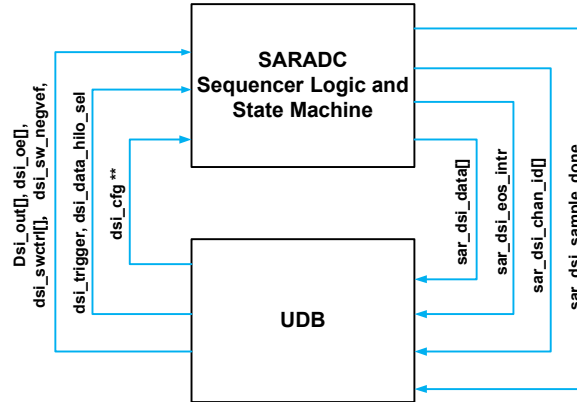 SARADC
Sequencer Logic and
State Machine
Dsi_out[], dsi_oe[],
dsi_swctrl[], dsi_sw_negvef,
dsi_trigger, dsi_data_hilo_sel
dsi_cfg **
sar_dsi_data[]
sar_dsi_eos_intr
sar_dsi_chan_id[]
sar_dsi_sample_done
UDB